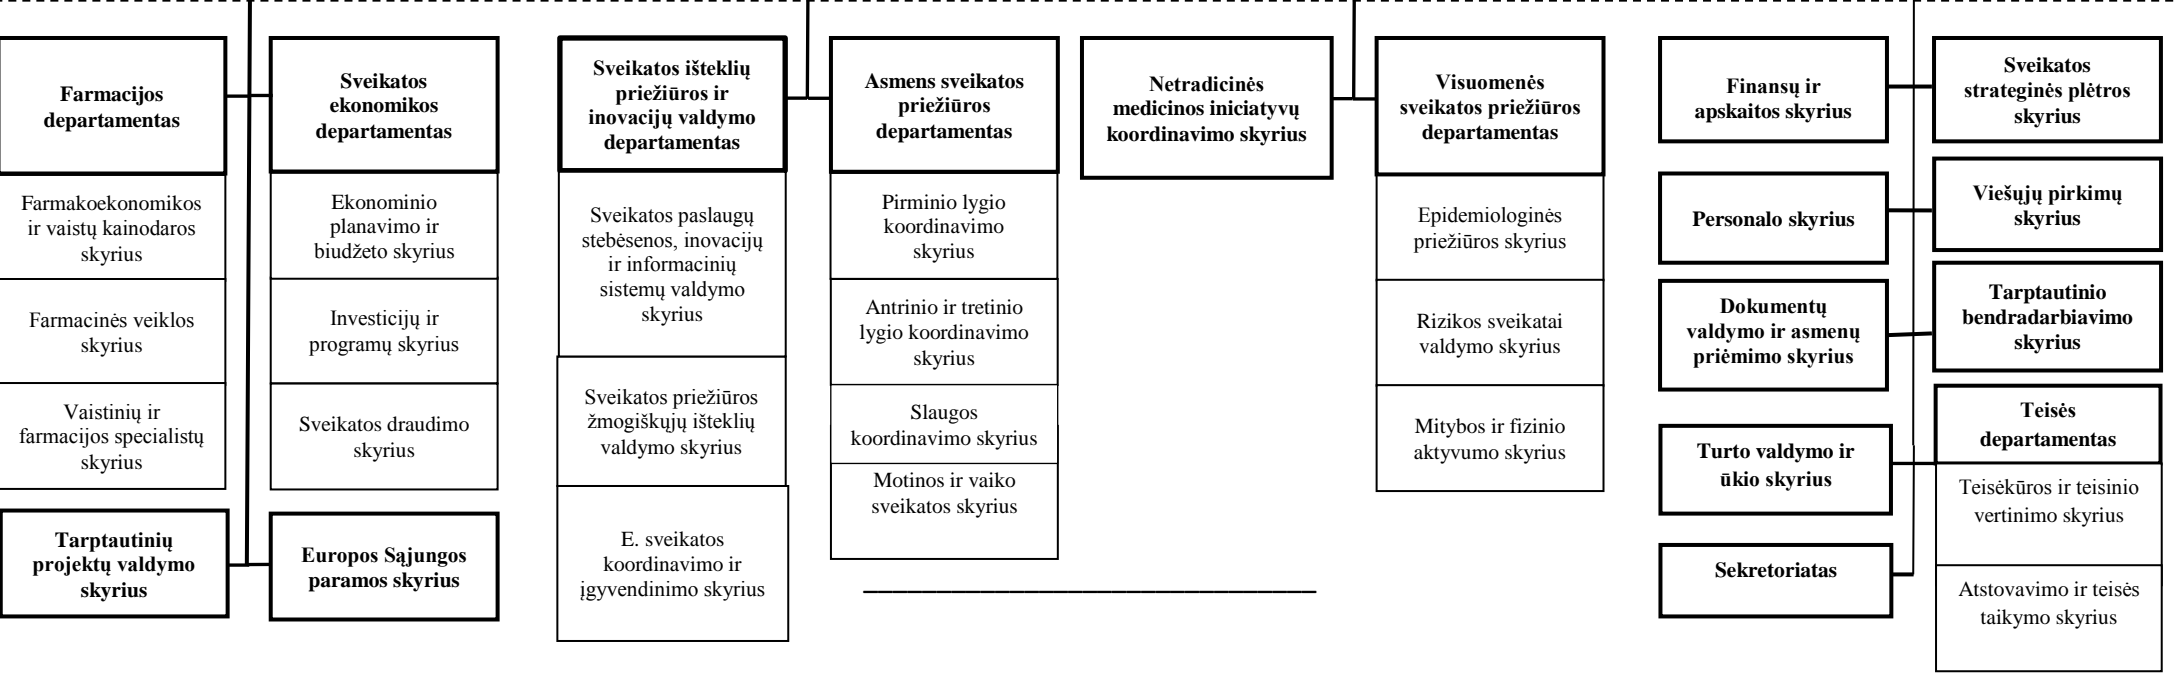 Farmacijos
departamentas
Farmakoekonomikos
ir vaistų kainodaros
skyrius
Farmacinės veiklos
skyrius
Vaistinių ir
farmacijos specialistų
skyrius
Tarptautinių
projektų valdymo
skyrius
Sveikatos
ekonomikos
departamentas
Ekonominio
planavimo ir
biudžeto skyrius
Investicijų ir
programų skyrius
Sveikatos draudimo
skyrius
Europos Sąjungos
paramos skyrius
Sveikatos išteklių
priežiūros ir
inovacijų valdymo
departamentas
Sveikatos paslaugų
stebėsenos, inovacijų
ir informacinių
sistemų valdymo
skyrius
Sveikatos priežiūros
žmogiškųjų išteklių
valdymo skyrius
E. sveikatos
koordinavimo ir
įgyvendinimo skyrius
Asmens sveikatos
priežiūros
departamentas
Pirminio lygio
koordinavimo
skyrius
Antrinio ir tretinio
lygio koordinavimo
skyrius
Slaugos
koordinavimo skyrius
Motinos ir vaiko
sveikatos skyrius
Netradicinės
medicinos iniciatyvų
koordinavimo skyrius
Visuomenės
sveikatos priežiūros
departamentas
Epidemiologinės
priežiūros skyrius
Rizikos sveikatai
valdymo skyrius
Mitybos ir fizinio
aktyvumo skyrius
Finansų ir
apskaitos skyrius
Personalo skyrius
Dokumentų
valdymo ir asmenų
priėmimo skyrius
Turto valdymo ir
ūkio skyrius
Sekretoriatas
Sveikatos
strateginės plėtros
skyrius
Viešųjų pirkimų
skyrius
Tarptautinio
bendradarbiavimo
skyrius
Teisės
departamentas
Teisėkūros ir teisinio
vertinimo skyrius
Atstovavimo ir teisės
taikymo skyrius